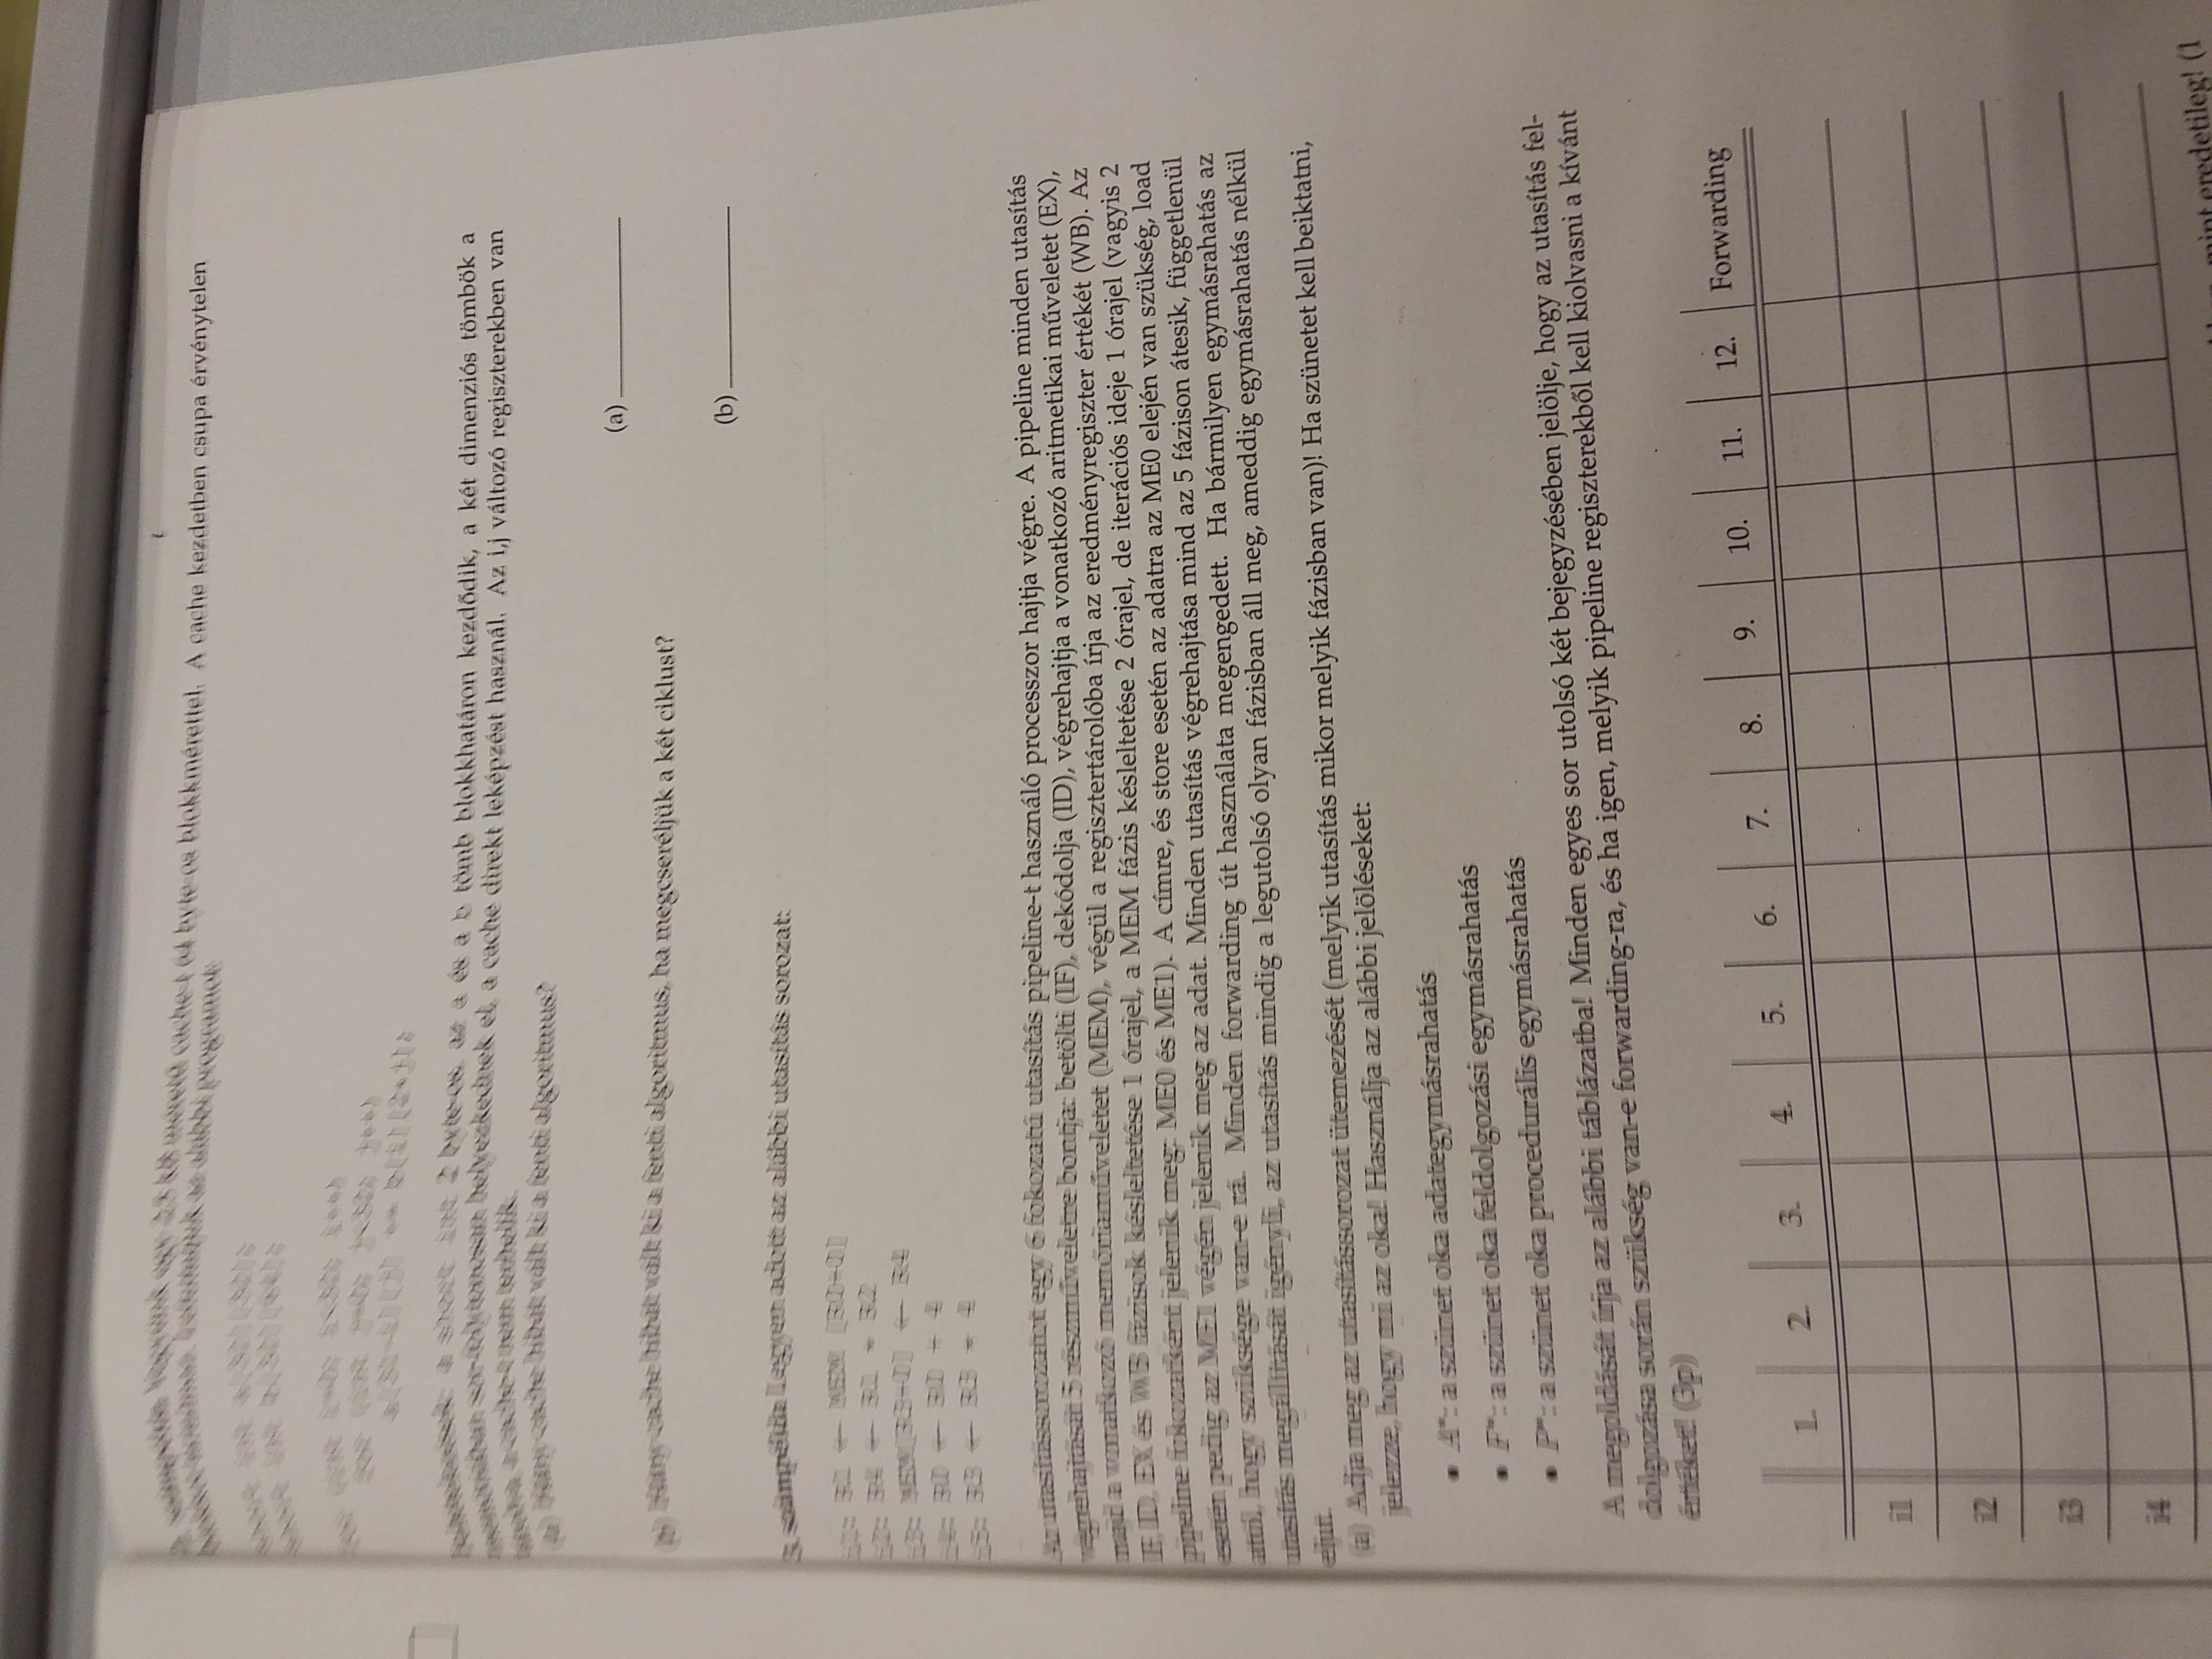 2. számpélda. Vegyünk egy kB méretű cache-t 64 byte-os blokkmérettel. A cache kezdetben csupa érvénytelen
az alábbi programot:
short int a[32][32];
short int b[32][64];
for (int i=0; i<32; i++)
for (int j=0; j<32; j++)
b[i][2*j];
a short int 2 byte-os, az a és a b tömb blokkhatáron kezdődik, a két dimenziós tömbök a
memóriában sor-folytonosan helyezkednek el, a cache direkt leképzést használ. Az i,j változó regiszterekben van
tárolva, a cache-t nem terhelik.
(a) Hány cache hibát vált ki a fenti algoritmus?
(a)
(b) Hány cache hibát vált ki a fenti algoritmus, ha megcseréljük a két ciklust?
(b)
3. számpélda Legyen adott az alábbi utasítás sorozat:
i1: R1 ← MEM [R0+0]
i2: R4 ← R1 R2
i3: MEM[R3+0] ← R4
i4: R0 ← R0 + 4
i5: R3 ← R3 4
Az utasítássorozatot egy 6 fokozatú utasítás pipeline-t használó processzor hajtja végre. A pipeline minden utasítás
végrehajtását 5 részműveletre bontja: betölti (IF), dekódolja (ID), végrehajtja a vonatkozó aritmetikai műveletet (EX),
majd a vonatkozó memóriaműveletet (MEM), végül a regisztertárolóba írja az eredményregiszter értékét (WB). Az
IF, ID, EX és WB fázisok késleltetése 1 órajel, a MEM fázis késleltetése 2 órajel, de iterációs ideje 1 órajel (vagyis 2
pipeline fokozatként jelenik meg: ME0 és ME1). A címre, és store esetén az adatra az ME0 elején van szükség, load
esetén pedig az ME1 végén jelenik meg az adat. Minden utasítás végrehajtása mind az 5 fázison átesik, függetlenül
attól, hogy szüksége van-e rá. Minden forwarding út használata megengedett. Ha bármilyen egymásrahatás az
utasítás megállítását igényli, az utasítás mindig a legutolsó olyan fázisban áll meg, ameddig egymásrahatás nélkül
eljut.
(a) Adja meg az utasítássorozat ütemezését (melyik utasítás mikor melyik fázisban van)! Ha szünetet kell beiktatni,
jelezze, hogy mi az oka! Használja az alábbi jelöléseket:
• A*: a szünet oka adategymásrahatás
• F*: a szünet oka feldolgozási egymásrahatás
• P*: a szünet oka procedurális egymásrahatás
A megoldását írja az alábbi táblázatba! Minden egyes sor utolsó két bejegyzésében jelölje, hogy az utasítás fel-
dolgozása során szükség van-e forwarding-ra, és ha igen, melyik pipeline regiszterekből kell kiolvasni a kívánt
értéket! (3p)
1. 2. 3. 4. 5. 6. 7. 8. 9. 10. 11. 12. Forwarding
i1
i2
i3
i4
mint eredetileg! (1